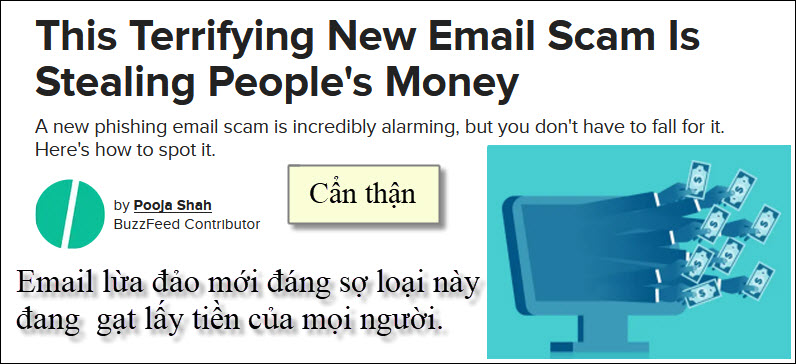 This Terrifying New Email Scam Is
Stealing People's Money
A new phishing email scam is incredibly alarming, but you don't have to fall for it.
Here's how to spot it.
by Pooja Shah
BuzzFeed Contributor
Cẩn thận
Email lừa đảo mới đáng sợ loại này
đang gạt lấy tiền của mọi người.